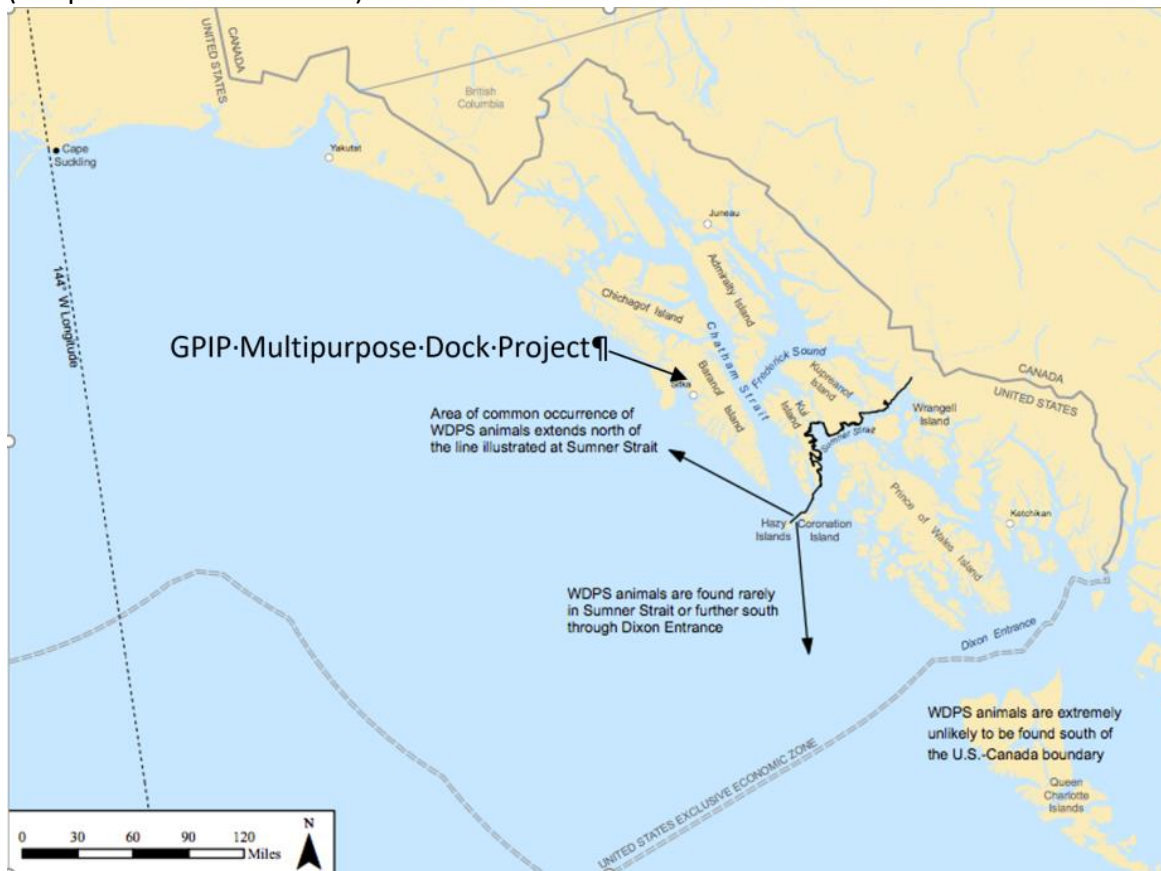 CANADA
UNITED STATES
British
Columbia
Cape
Suckling
Yakutat
Juneau
Admiralty Island
144° W Longitude
Chichagof Island
Chatham Strait
GPIP·Multipurpose·Dock·Project¶
Frederick Sound
Sitka
Baranof Island
Kupreanof
Island
Kui
Island
CANADA
UNITED STATES
Area of common occurrence of
WDPS animals extends north of
the line illustrated at Sumner Strait
Wrangell
Island
Sumner Strait
Prince of Wales Island
Ketchikan
Hazy
Islands
Coronation
Island
WDPS animals are found rarely
in Sumner Strait or further south
through Dixon Entrance
Dixon Entrance
WDPS animals are extremely
unlikely to be found south of
the U.S.-Canada boundary
Queen
Charlotte
Islands
UNITED STATES EXCLUSIVE ECONOMIC ZONE
0 30 60 90 120
Miles
N